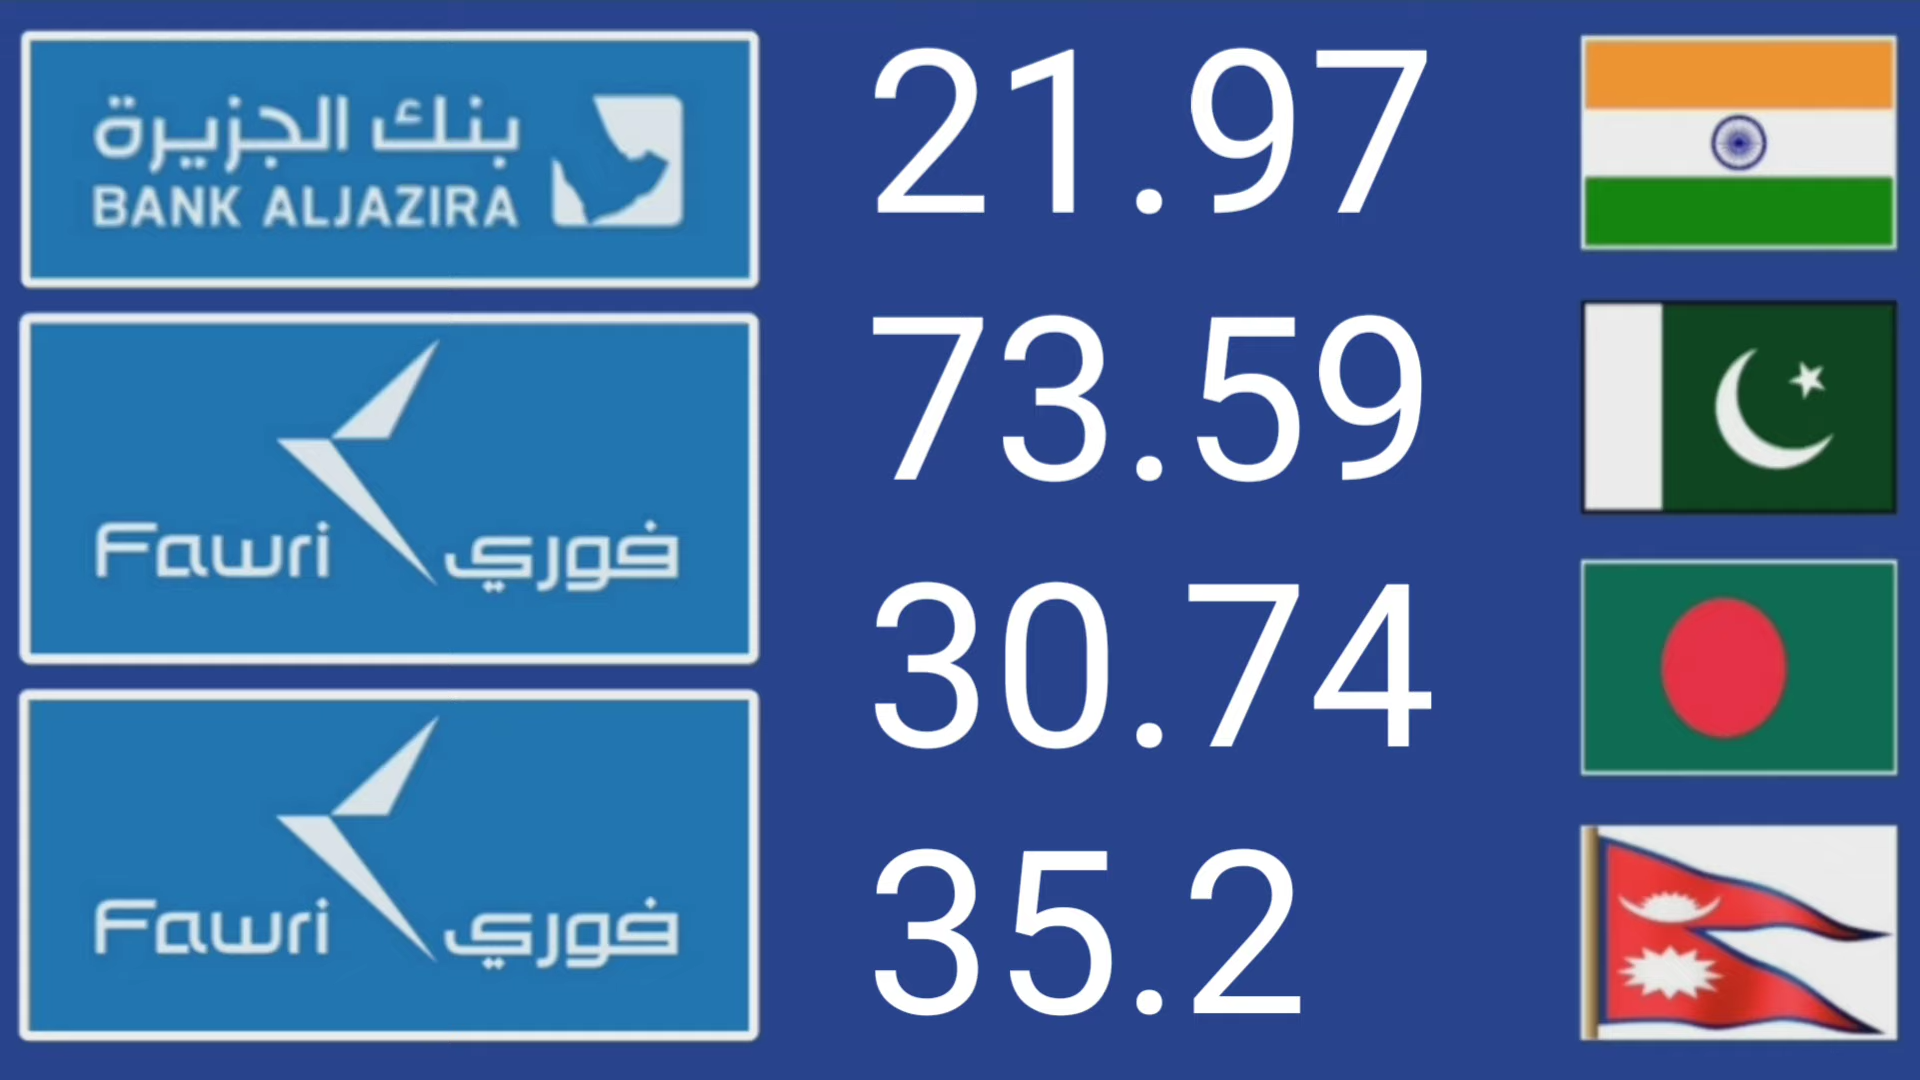 بنك الجزيرة
BANK ALJAZIRA
21.97
Fawri فوري
73.59
30.74
Fawri فوري
35.2